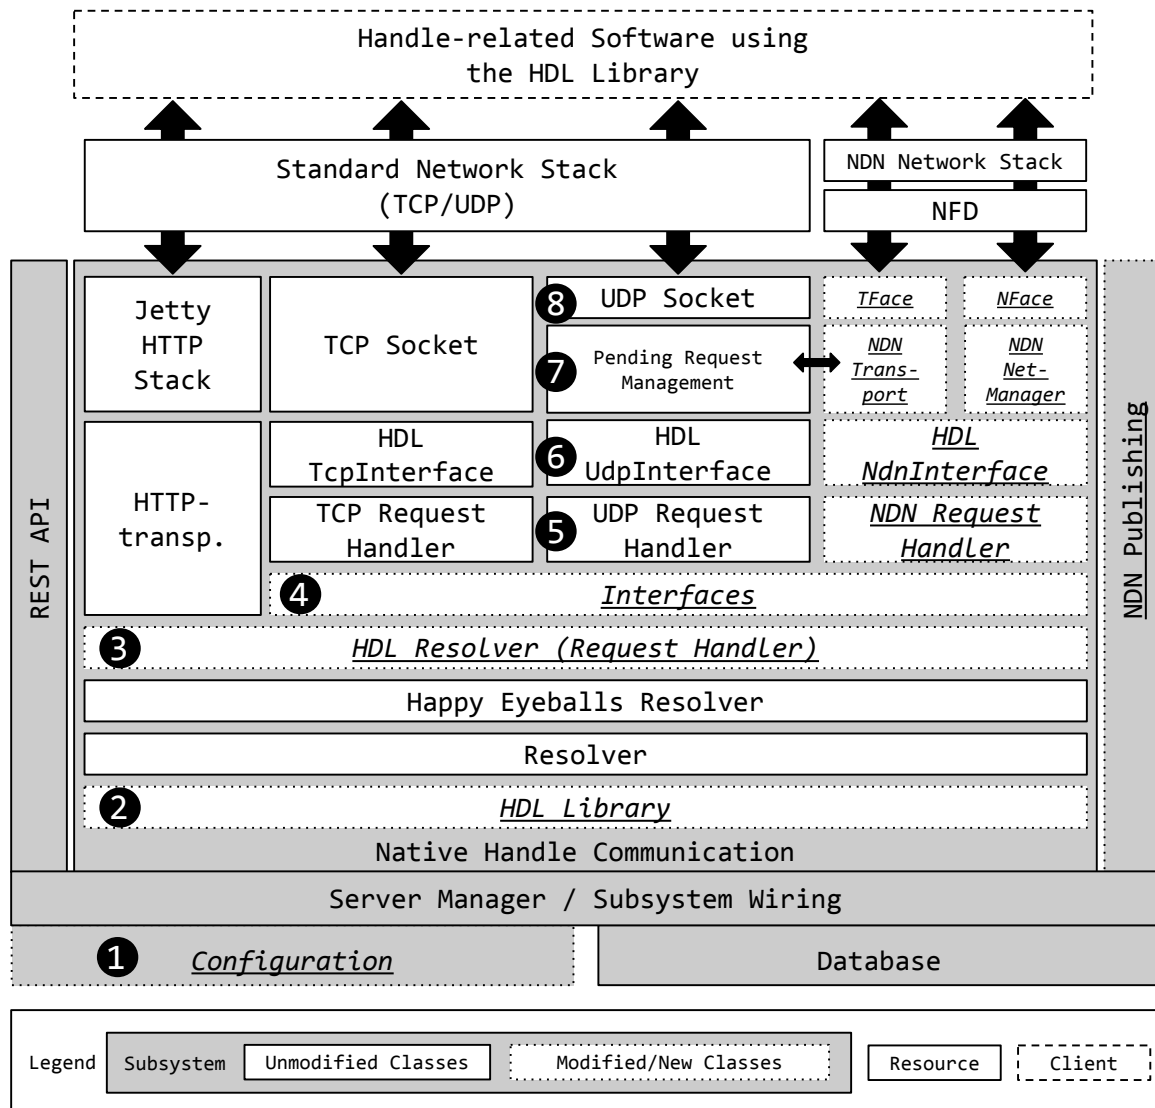 Handle-related Software using
the HDL Library
Standard Network Stack
(TCP/UDP)
NDN Network Stack
NFD
REST API
Jetty
HTTP
Stack
TCP Socket
8
UDP Socket
7
Pending Request
Management
TFace
NFace
NDN
Trans-
port
NDN
Net-
Manager
HTTP-
transp.
HDL
TcpInterface
6
HDL
UdpInterface
HDL
NdnInterface
TCP Request
Handler
5
UDP Request
Handler
NDN Request
Handler
4
Interfaces
3
HDL Resolver (Request Handler)
Happy Eyeballs Resolver
Resolver
2
HDL Library
Native Handle Communication
NDN Publishing
Server Manager / Subsystem Wiring
1
Configuration
Database
Legend
Subsystem
Unmodified Classes
Modified/New Classes
Resource
Client